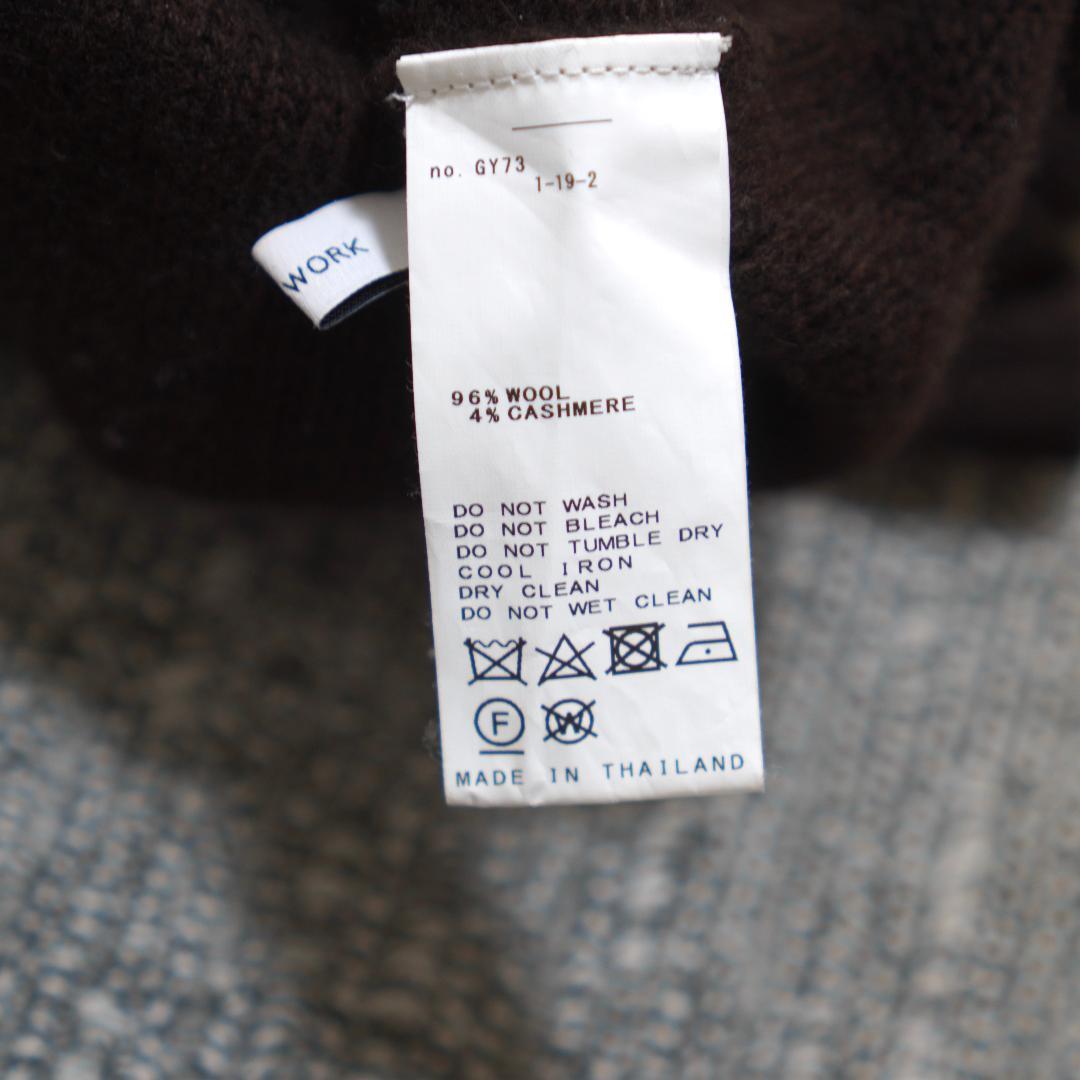 no. GY73
1-19-2
WORK
96% WOOL
4% CASHMERE
DO NOT WASH
DO NOT BLEACH
DO NOT TUMBLE DRY
COOL IRON
DRY CLEAN
DO NOT WET CLEAN
F W
MADE IN THAILAND